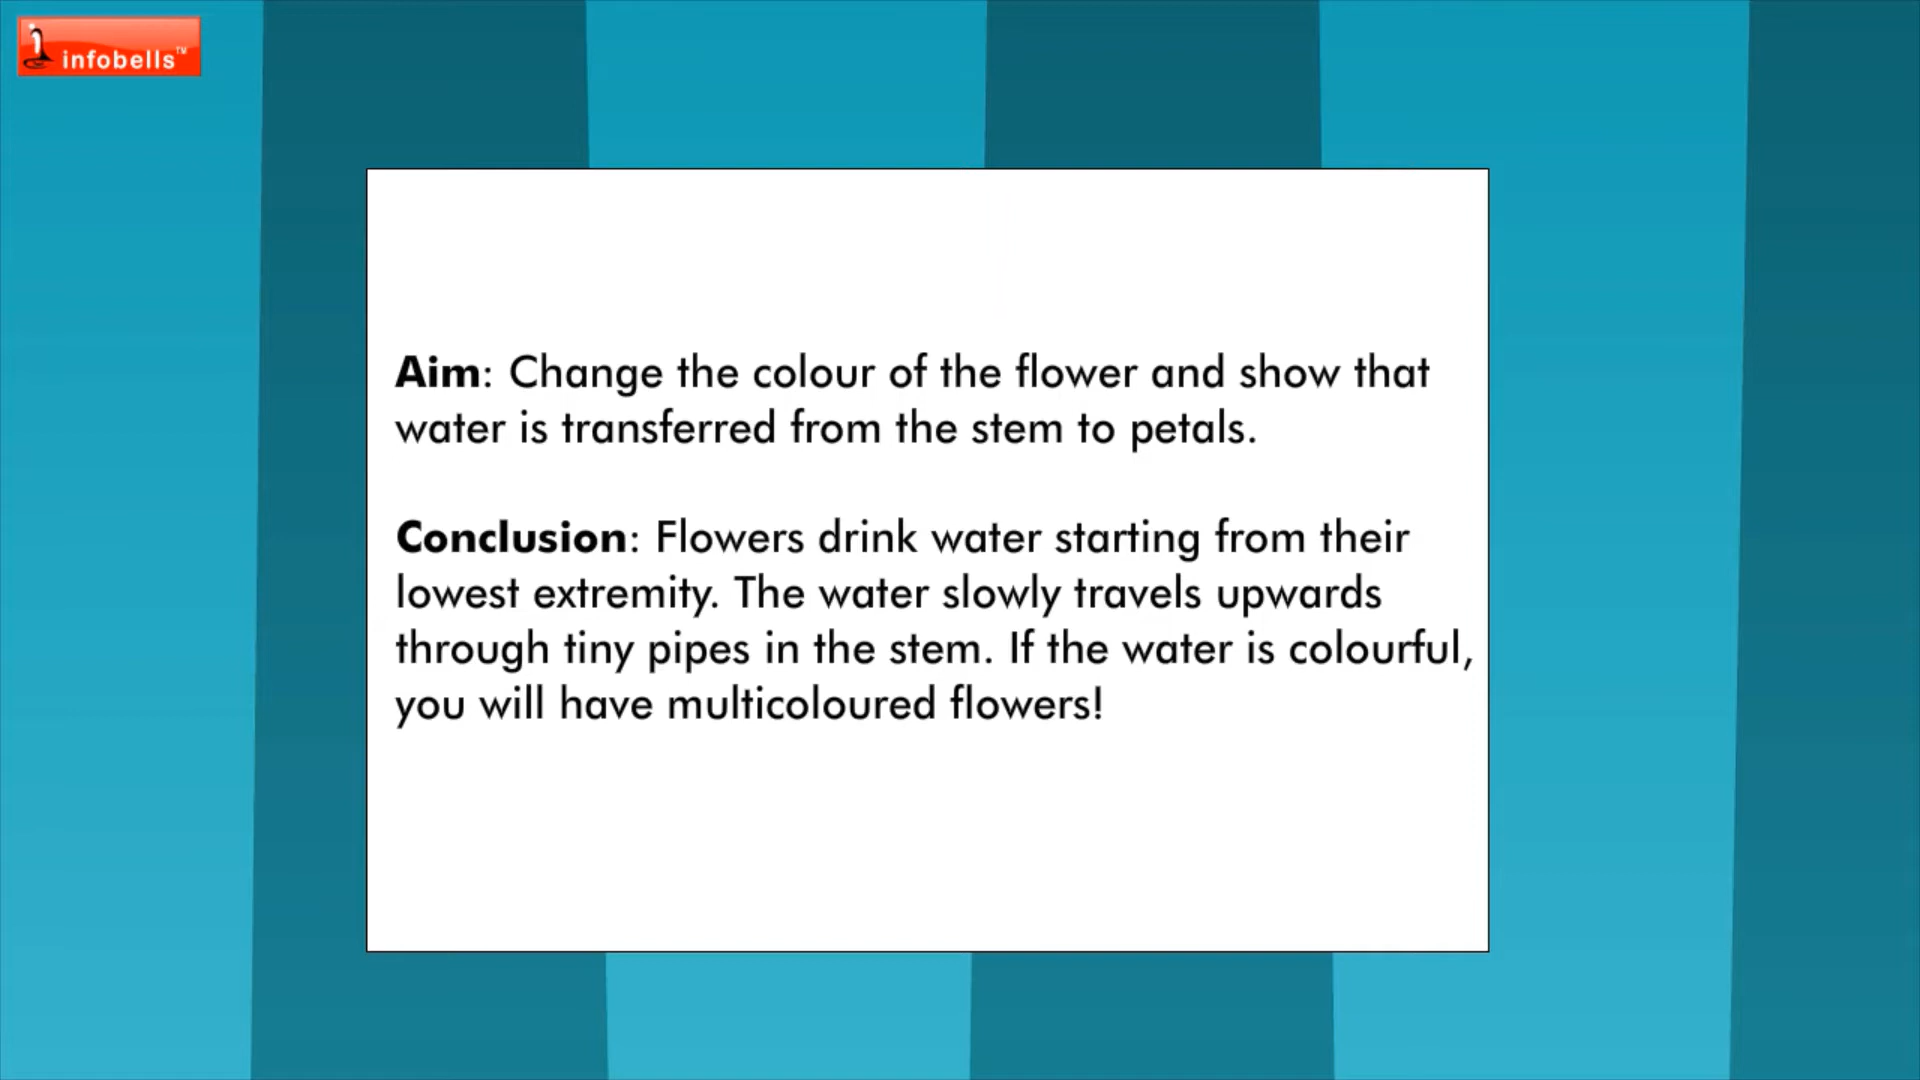 infobells™
Aim: Change the colour of the flower and show that
water is transferred from the stem to petals.
Conclusion: Flowers drink water starting from their
lowest extremity. The water slowly travels upwards
through tiny pipes in the stem. If the water is colourful,
you will have multicoloured flowers!